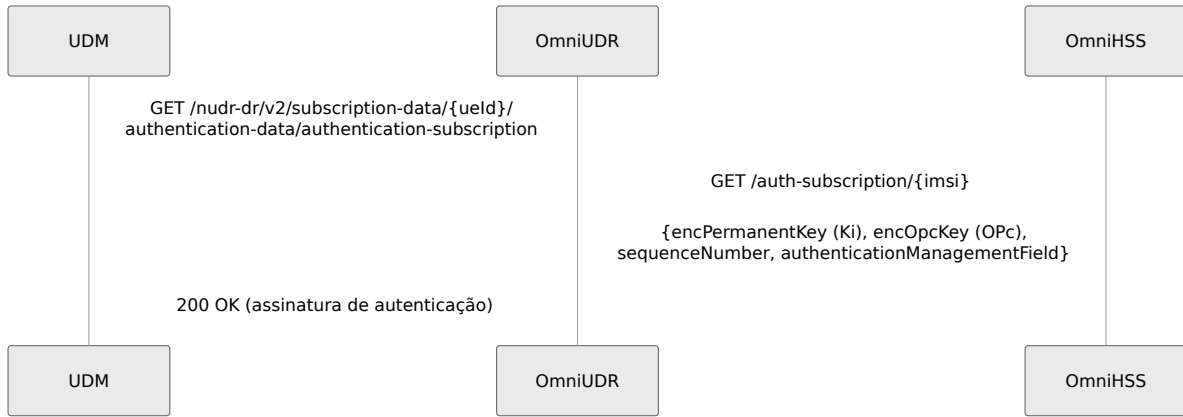 UDM
OmniUDR
OmniHSS
GET /nudr-dr/v2/subscription-data/{ueId}/
authentication-data/authentication-subscription
GET /auth-subscription/{imsi}
{encPermanentKey (Ki), encOpcKey (OPc),
sequenceNumber, authenticationManagementField}
200 OK (assinatura de autenticação)
UDM
OmniUDR
OmniHSS